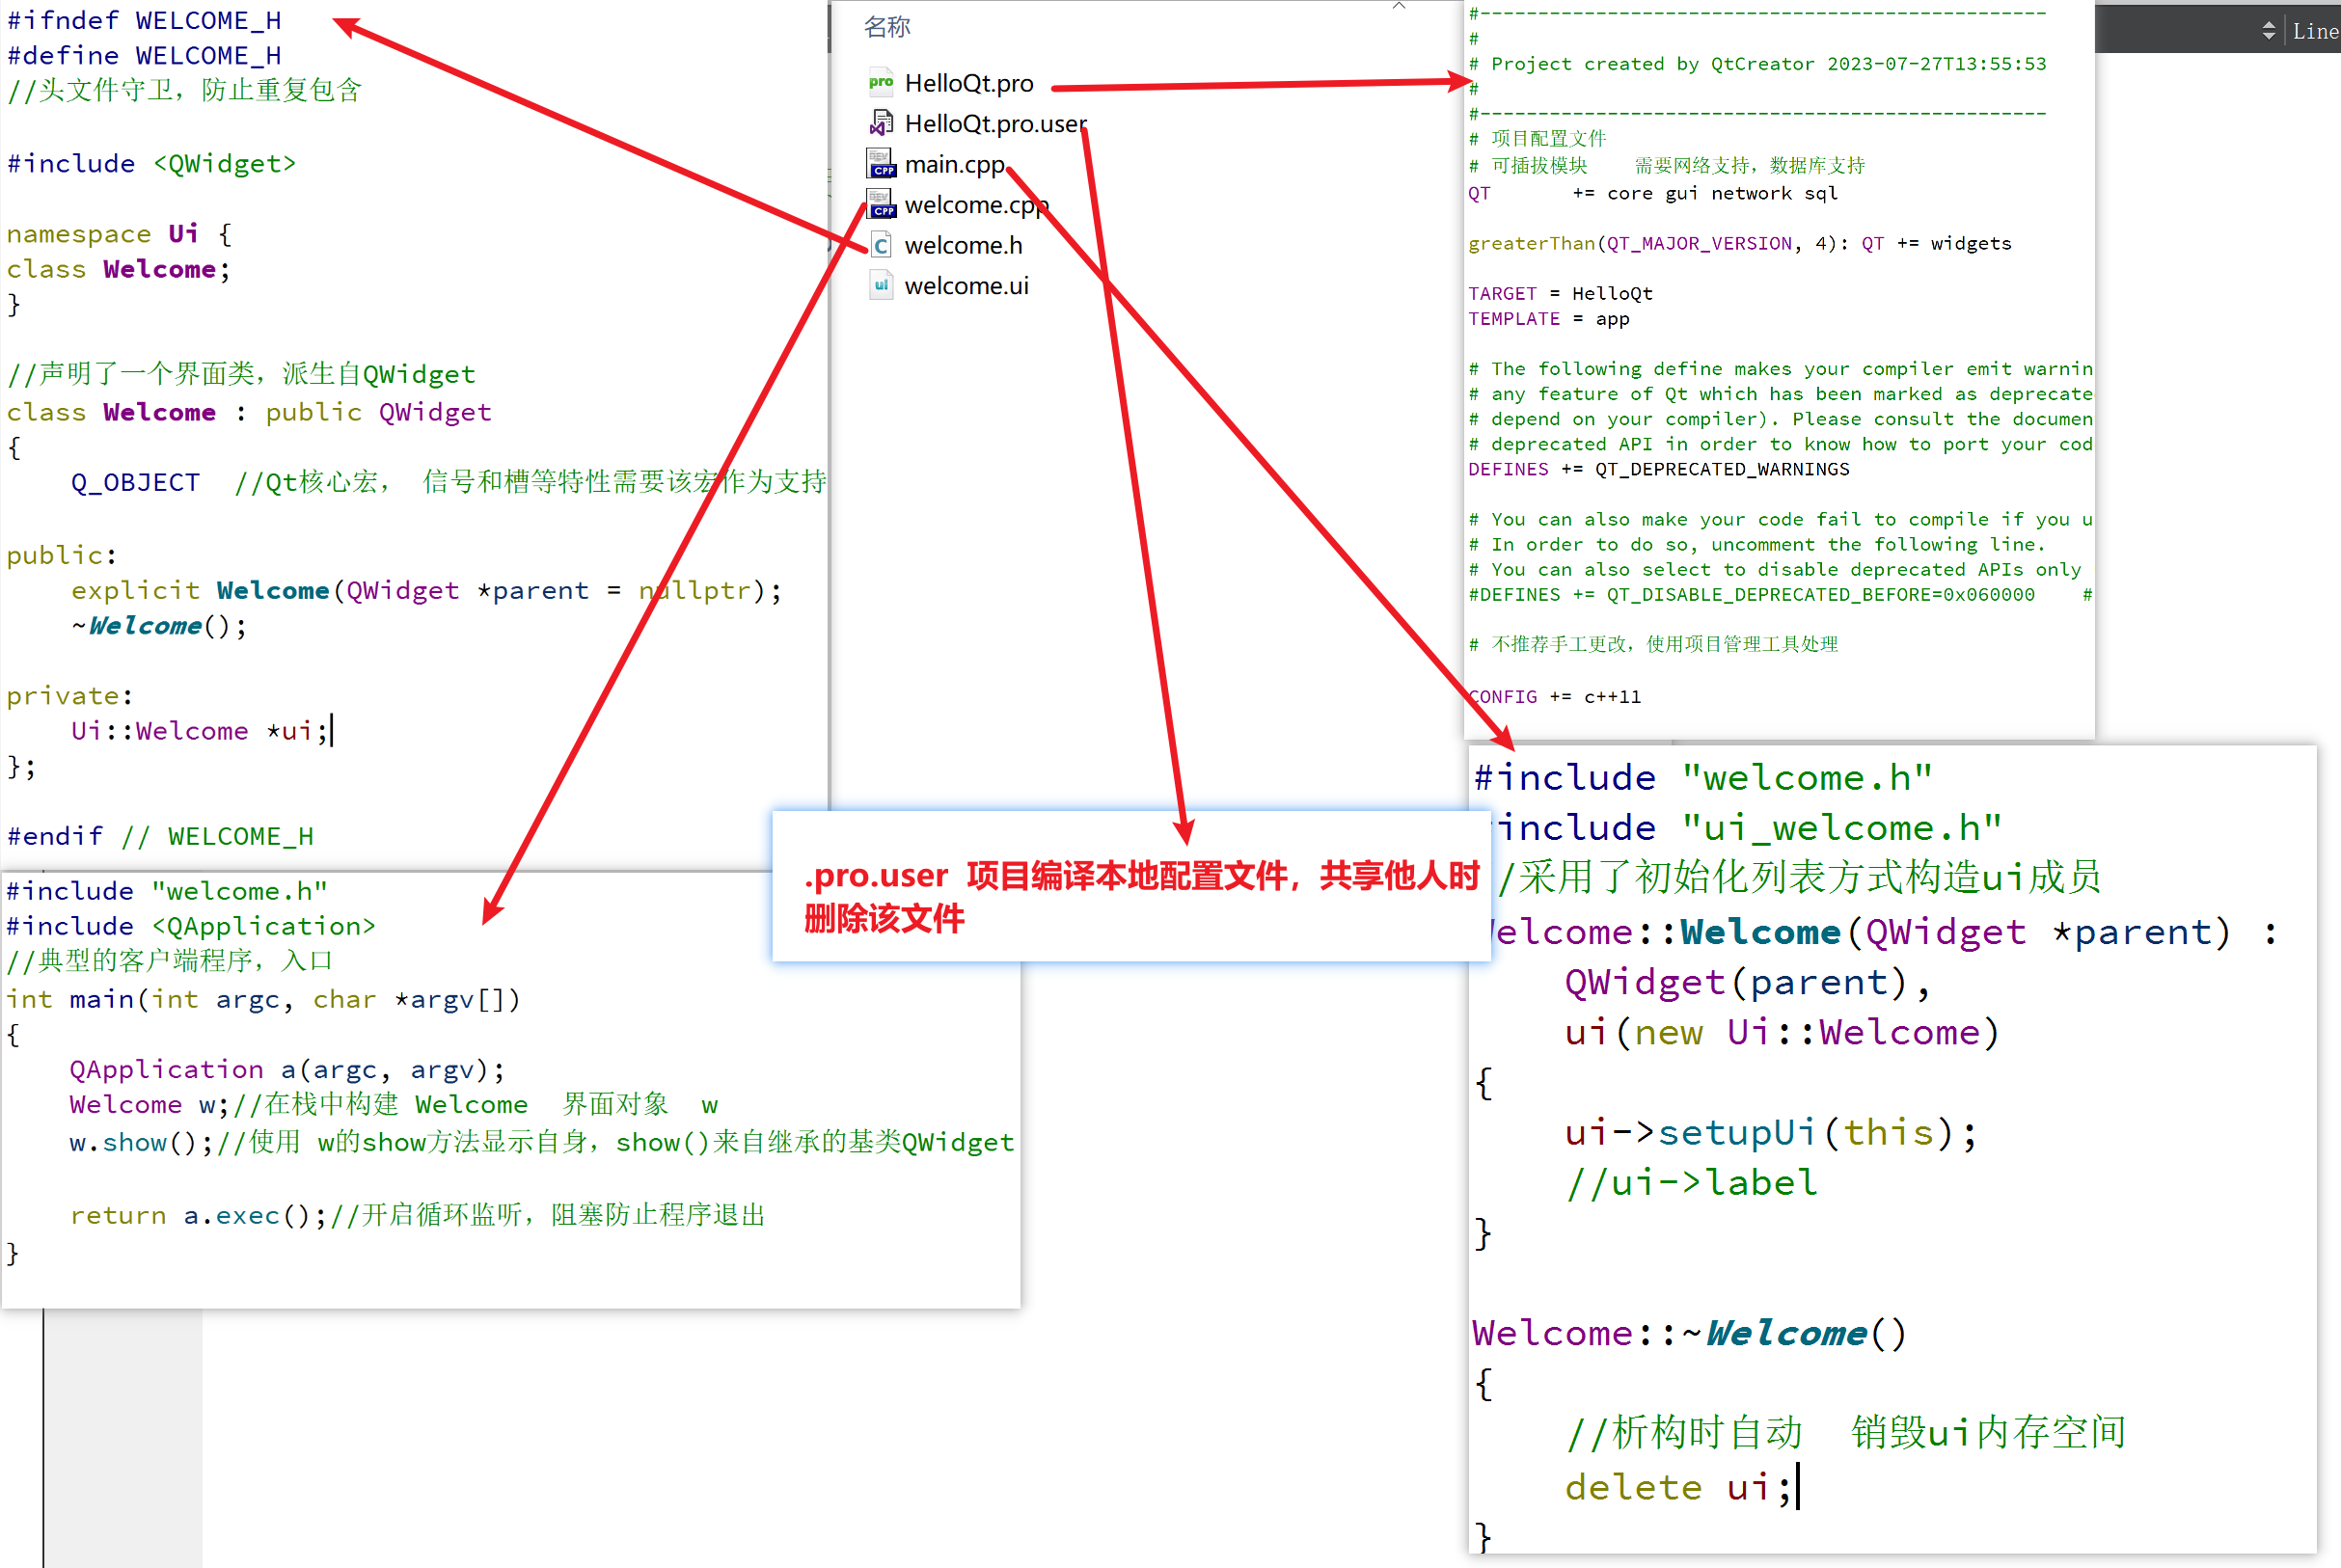 #ifndef WELCOME_H
#define WELCOME_H
//头文件守卫，防止重复包含
#include <QWidget>
namespace Ui {
class Welcome;
}
//声明了一个界面类，派生自QWidget
class Welcome : public QWidget
{
Q_OBJECT  //Qt核心宏， 信号和槽等特性需要该宏作为支持
public:
explicit Welcome(QWidget *parent = nullptr);
~Welcome();
private:
Ui::Welcome *ui;
};
#endif // WELCOME_H
名称
HelloQt.pro
HelloQt.pro.user
main.cpp
welcome.cpp
welcome.h
welcome.ui
#-------------------------------------------------
#
# Project created by QtCreator 2023-07-27T13:55:53
#
#-------------------------------------------------
# 项目配置文件
# 可插拔模块    需要网络支持，数据库支持
QT       += core gui network sql
greaterThan(QT_MAJOR_VERSION, 4): QT += widgets
TARGET = HelloQt
TEMPLATE = app
# The following define makes your compiler emit warnin
# any feature of Qt which has been marked as deprecate
# depend on your compiler). Please consult the documen
# deprecated API in order to know how to port your cod
DEFINES += QT_DEPRECATED_WARNINGS
# You can also make your code fail to compile if you u
# In order to do so, uncomment the following line.
# You can also select to disable deprecated APIs only
#DEFINES += QT_DISABLE_DEPRECATED_BEFORE=0x060000    #
# 不推荐手工更改，使用项目管理工具处理
CONFIG += c++11
Line
.pro.user  项目编译本地配置文件，共享他人时
删除该文件
#include "welcome.h"
#include <QApplication>
//典型的客户端程序，入口
int main(int argc, char *argv[])
{
QApplication a(argc, argv);
Welcome w;//在栈中构建 Welcome  界面对象  w
w.show();//使用 w的show方法显示自身，show()来自继承的基类QWidget
return a.exec();//开启循环监听，阻塞防止程序退出
}
#include "welcome.h"
include "ui_welcome.h"
/采用了初始化列表方式构造ui成员
Welcome::Welcome(QWidget *parent) :
QWidget(parent),
ui(new Ui::Welcome)
{
ui->setupUi(this);
//ui->label
}
Welcome::~Welcome()
{
//析构时自动  销毁ui内存空间
delete ui;
}